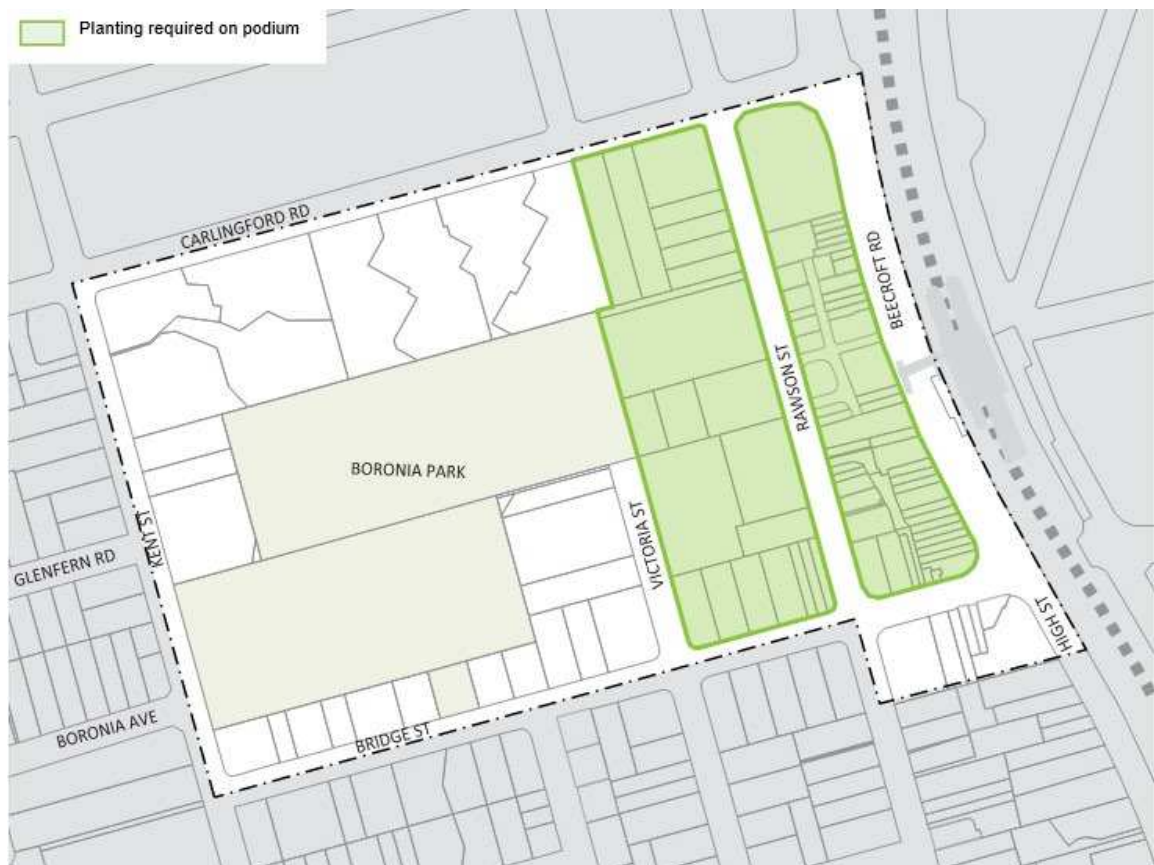 Planting required on podium
CARLINGFORD RD
BEECROFT RD
RAWSON ST
BORONIA PARK
VICTORIA ST
KENT ST
GLENFERN RD
HIGH ST
BORONIA AVE
BRIDGE ST